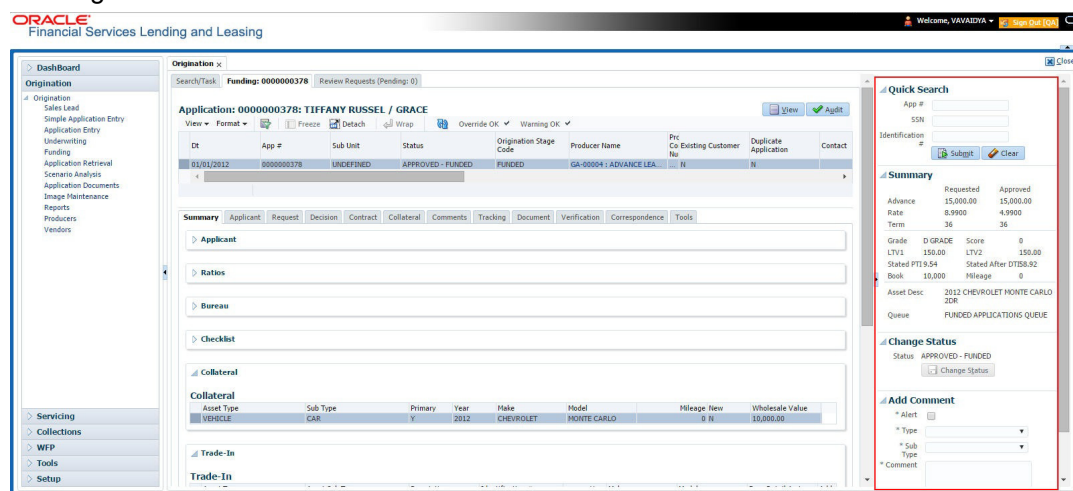 ORACLE
Financial Services Lending and Leasing
Welcome, VAVAIDYA
Sign Out [QA]
Close
DashBoard
Origination
Origination
Sales Lead
Simple Application Entry
Application Entry
Underwriting
Funding
Application Retrieval
Scenario Analysis
Application Documents
Image Maintenance
Reports
Producers
Vendors
Servicing
Collections
WFP
Tools
Setup
Origination x
Search/Task Funding: 0000000378 Review Requests (Pending: 0)
Application: 0000000378: TIFFANY RUSSEL / GRACE
View Audit
View Format Freeze Detach Wrap Override OK Warning OK
Dt App # Sub Unit Status Origination Stage Code Producer Name Existing Customer Duplicate Application Contact
01/01/2012 0000000378 UNDEFINED APPROVED - FUNDED FUNDED GA-00004 : ADVANCE LEA... ... N N
Summary Applicant Request Decision Contract Collateral Comments Tracking Document Verification Correspondence Tools
Applicant
Ratios
Bureau
Checklist
Collateral
Collateral
Asset Type Sub Type Primary Year Make Model Mileage New Wholesale Value
VEHICLE CAR Y 2012 CHEVROLET MONTE CARLO 0 N 10,000.00
Trade-In
Trade-In
Quick Search
App #
SSN
Identification #
Submit Clear
Summary
Requested Approved
Advance 15,000.00 15,000.00
Rate 8.9900 4.9900
Term 36 36
Grade D GRADE Score 0
LTV1 150.00 LTV2 150.00
Stated PTI 9.54 Stated After DTI 58.92
Book 10,000 Mileage 0
Asset Desc 2012 CHEVROLET MONTE CARLO
2DR
Queue FUNDED APPLICATIONS QUEUE
Change Status
Status APPROVED - FUNDED
Change Status
Add Comment
* Alert
* Type
* Sub Type
* Comment